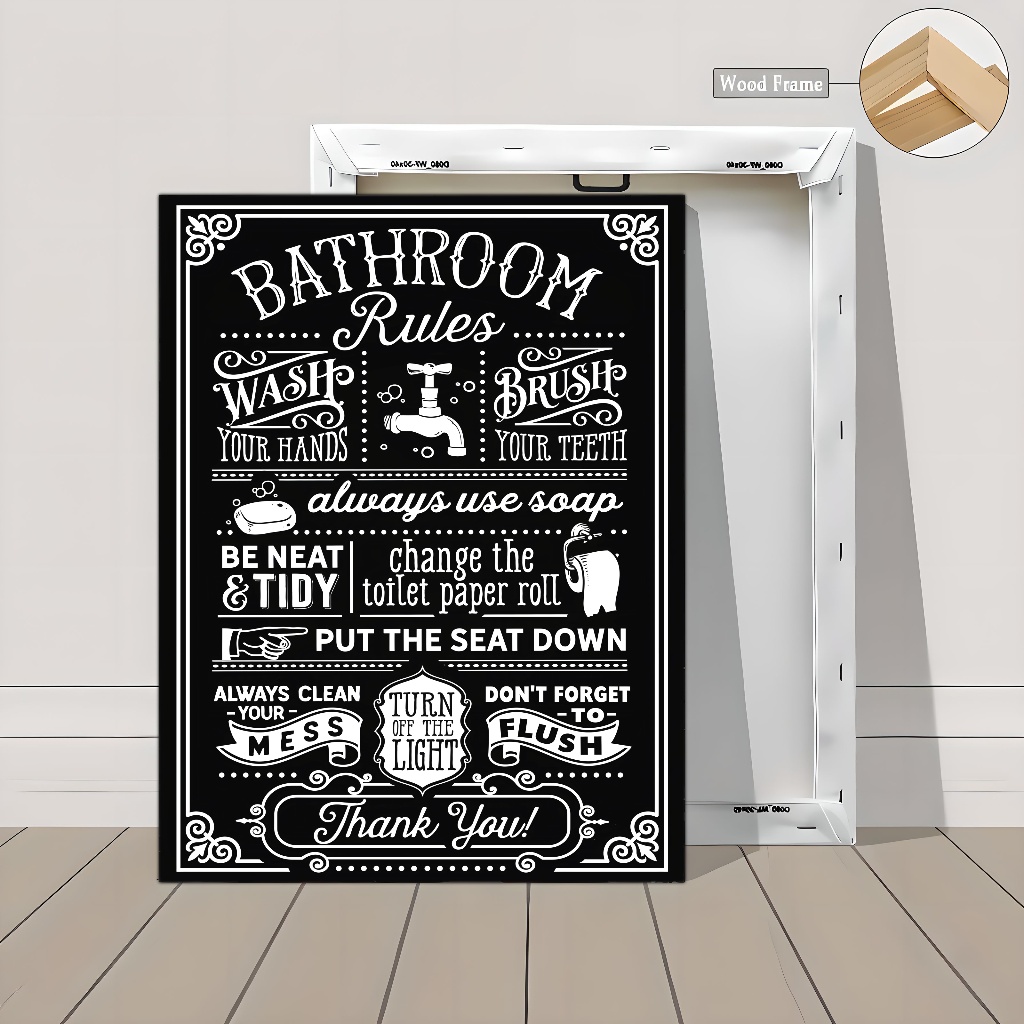 Wood Frame
BATHROOM
Rules
WASH
YOUR HANDS
BRUSH
YOUR TEETH
always use soap
BE NEAT
& TIDY
change the
toilet paper roll
PUT THE SEAT DOWN
ALWAYS CLEAN
-YOUR-
MESS
TURN
OFF THE
LIGHT
DON'T FORGET
-TO-
FLUSH
Thank You!